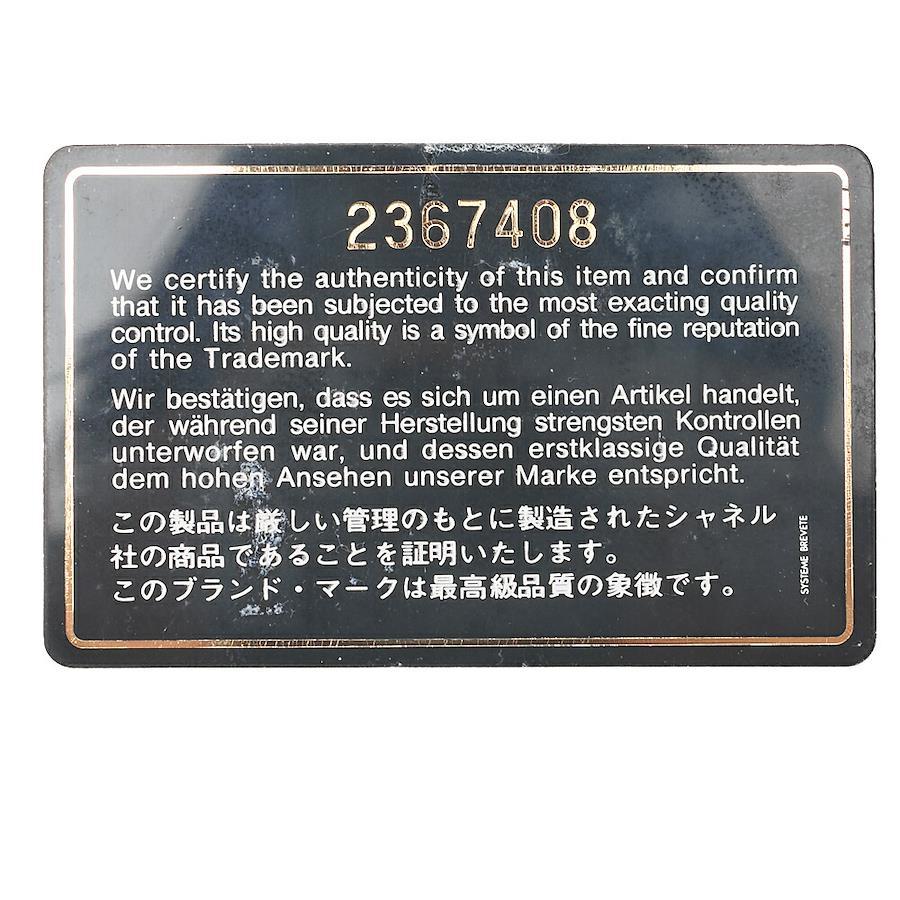 2367408
We certify the authenticity of this item and confirm
that it has been subjected to the most exacting quality
control. Its high quality is a symbol of the fine reputation
of the Trademark.
Wir bestätigen, dass es sich um einen Artikel handelt,
der während seiner Herstellung strengsten Kontrollen
unterworfen war, und dessen erstklassige Qualität
dem hohen Ansehen unserer Marke entspricht.
この製品は厳しい管理のもとに製造されたシャネル
社の商品であることを証明いたします。
このブランド・マークは最高級品質の象徴です。
SYSTEME BREVETE